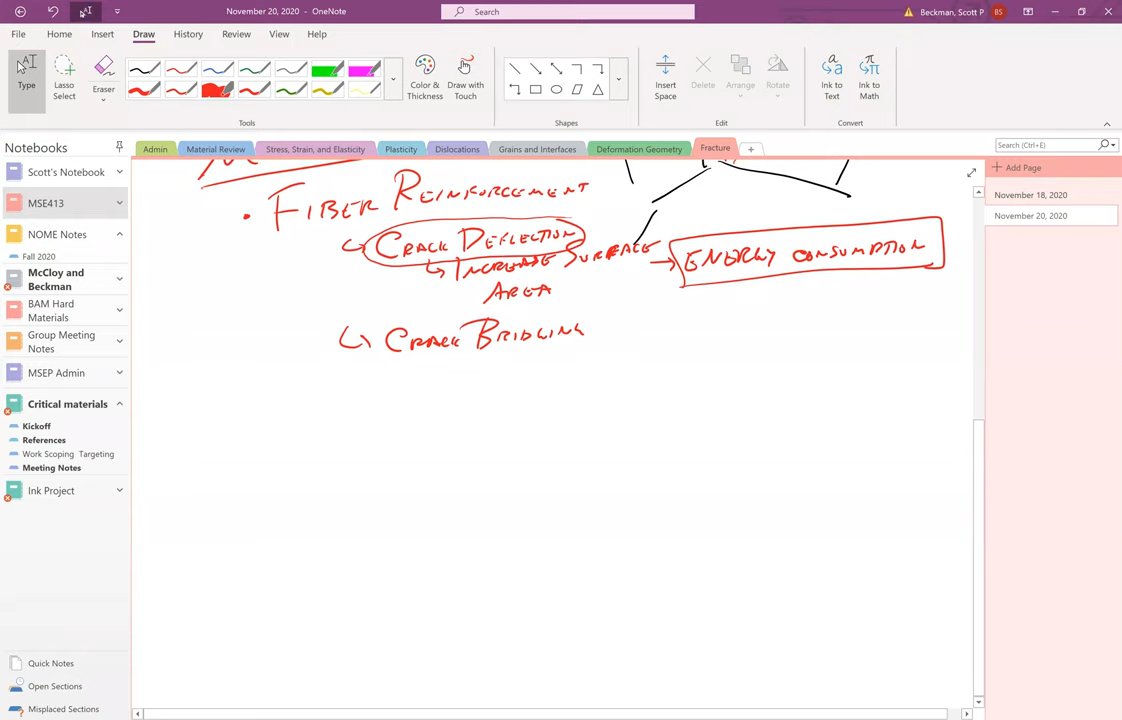 November 20, 2020 - OneNote
Search
Beckman, Scott P
BS
File
Home
Insert
Draw
History
Review
View
Help
Type
Lasso Select
Eraser
Color & Thickness
Draw with Touch
Insert Space
Delete
Arrange
Rotate
Ink to Text
Ink to Math
Tools
Shapes
Edit
Convert
Notebooks
Admin
Material Review
Stress, Strain, and Elasticity
Plasticity
Dislocations
Grains and Interfaces
Deformation Geometry
Fracture
Search (Ctrl+E)
Scott's Notebook
MSE413
NOME Notes
Fall 2020
McCloy and Beckman
BAM Hard Materials
Group Meeting Notes
MSEP Admin
Critical materials
Kickoff
References
Work Scoping Targeting
Meeting Notes
Ink Project
Quick Notes
Open Sections
Misplaced Sections
• FIBER REINFORCEMENT
CRACK DEFLECTION
INCREASE SURFACE → ENERGY CONSUMPTION
AREA
CRACK BRIDGING
Add Page
November 18, 2020
November 20, 2020